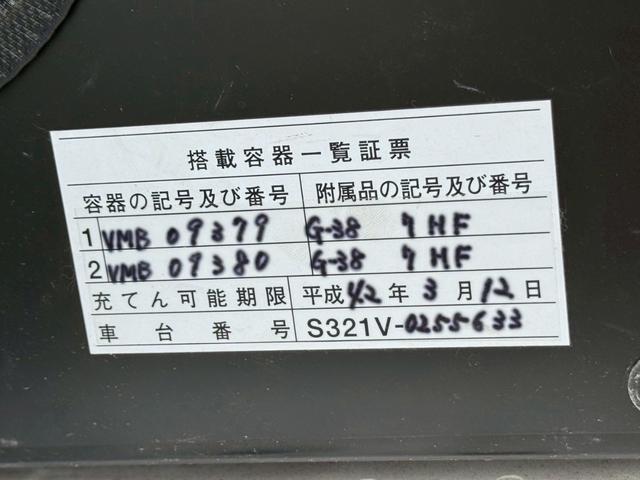 搭載容器一覧証票
容器の記号及び番号 附属品の記号及び番号
1 VMB 09379 G-38 7HF
2 VMB 09380 G-38 7HF
充てん可能期限 平成42年3月12日
車台番号 S321V-0255633